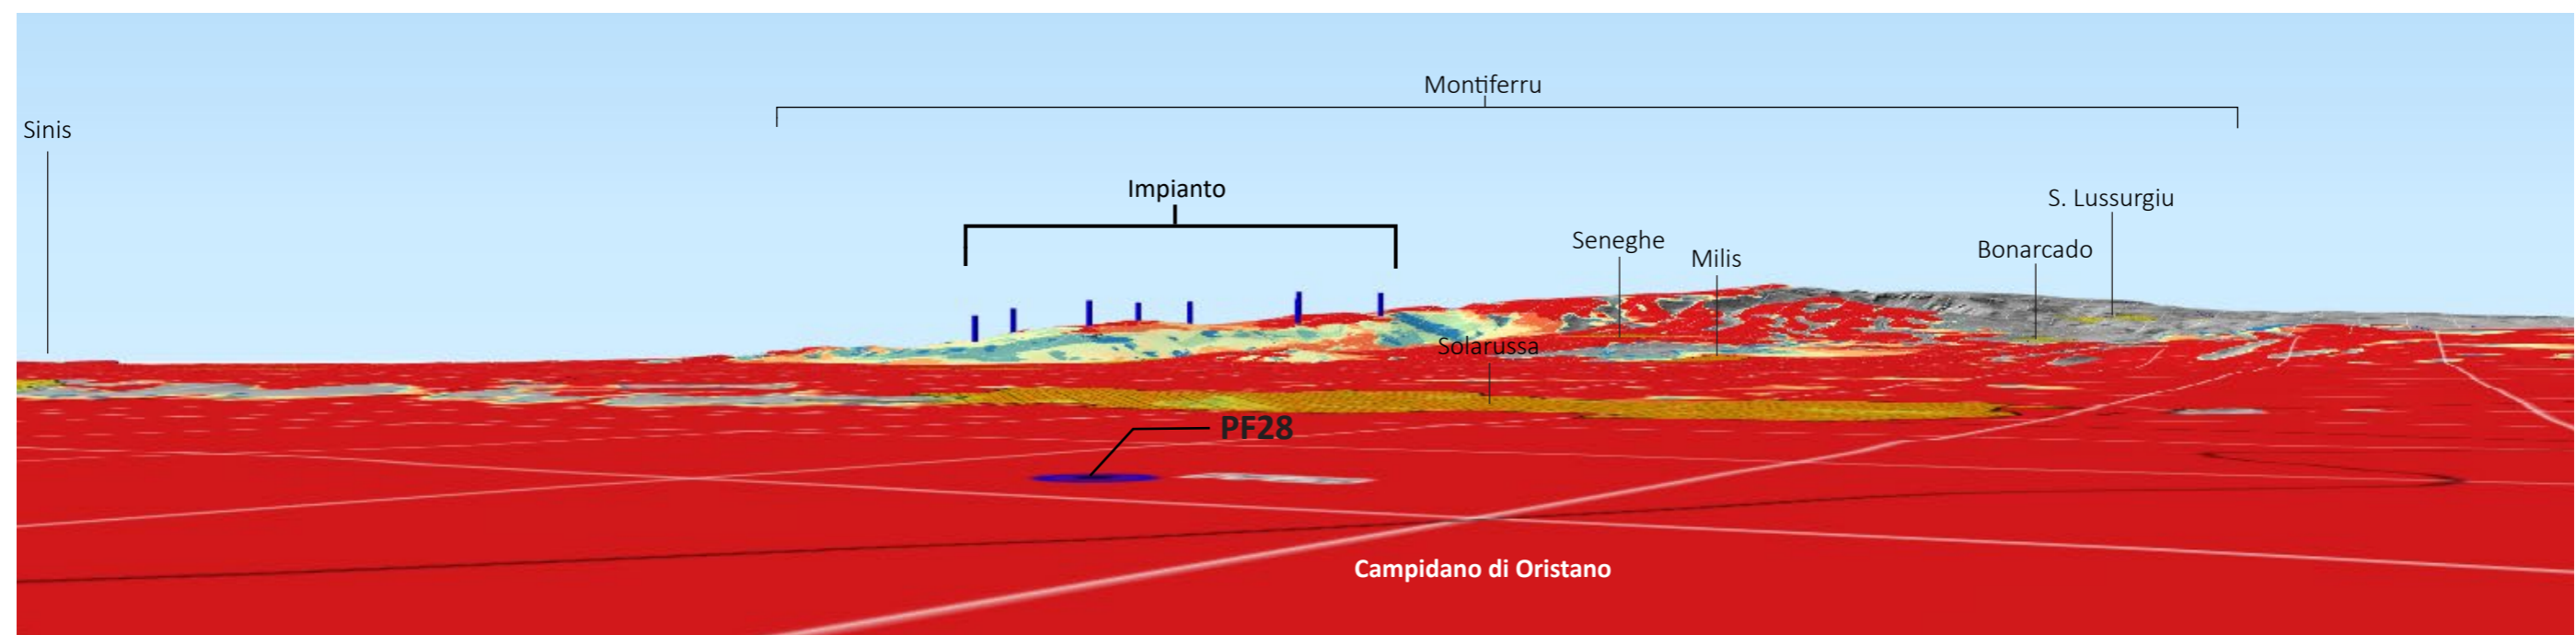 Montiferru
Sinis
Impianto
S. Lussurgiu
Seneghe
Milis
Bonarcado
Solarussa
PF28
Campidano di Oristano